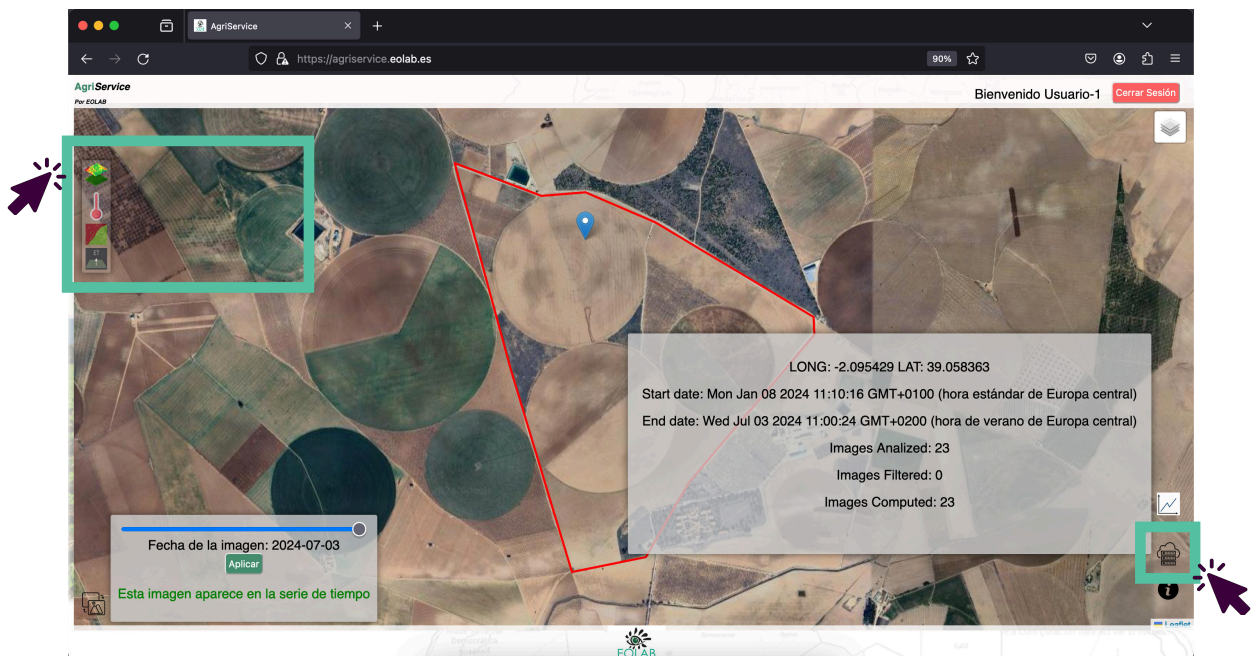 AgriService
https://agriservice.eolab.es
90%
AgriService
Por EOLAB
Bienvenido Usuario-1
Cerrar Sesión
ET
LONG: -2.095429 LAT: 39.058363
Start date: Mon Jan 08 2024 11:10:16 GMT+0100 (hora estándar de Europa central)
End date: Wed Jul 03 2024 11:00:24 GMT+0200 (hora de verano de Europa central)
Images Analized: 23
Images Filtered: 0
Images Computed: 23
Fecha de la imagen: 2024-07-03
Aplicar
Esta imagen aparece en la serie de tiempo
Leaflet
EOLAB